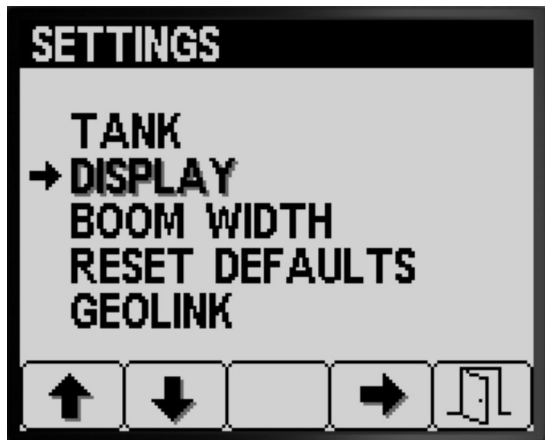 SETTINGS
TANK
DISPLAY
BOOM WIDTH
RESET DEFAULTS
GEOLINK